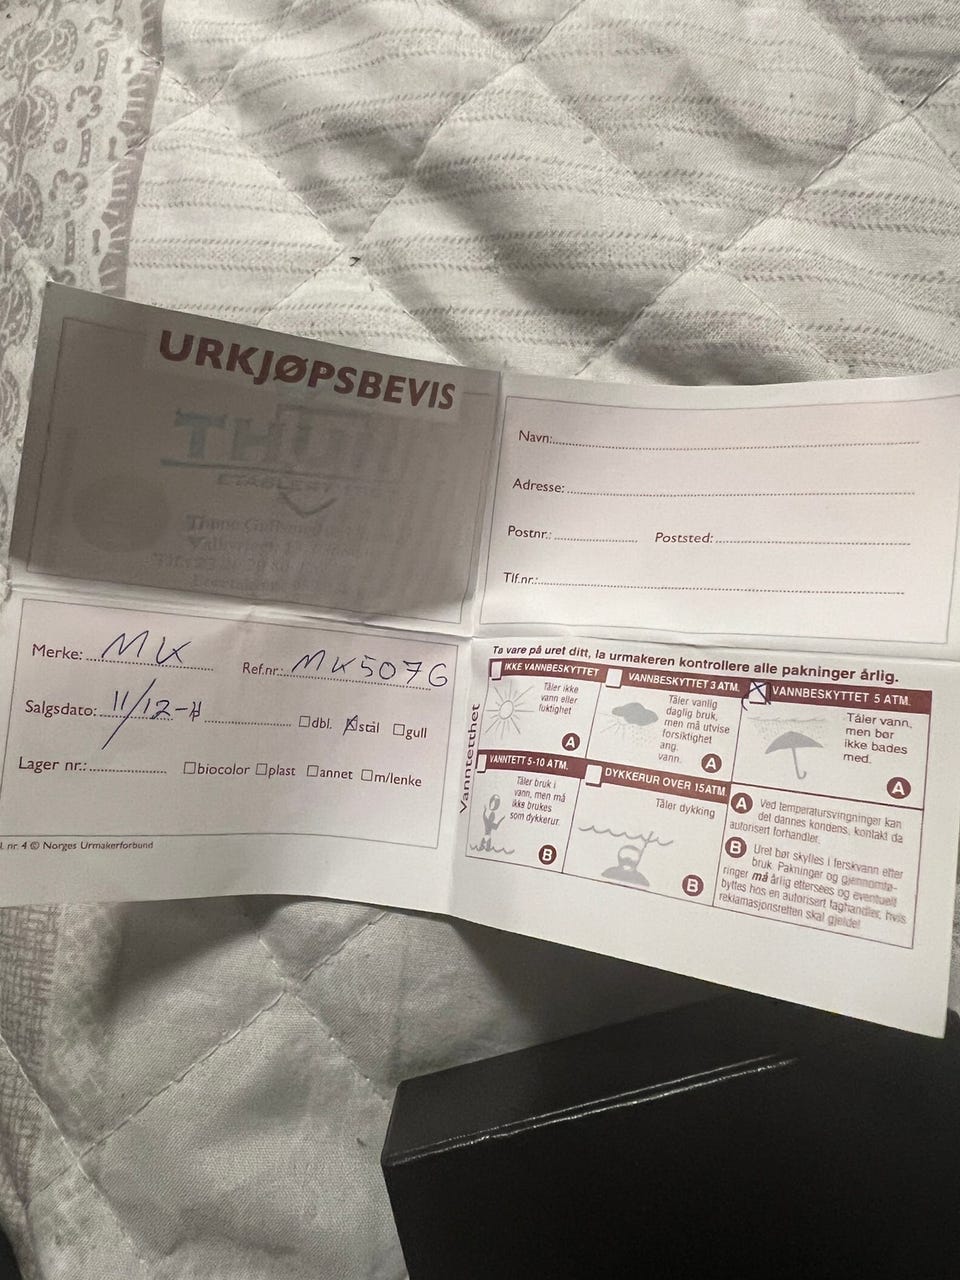 URKJØPSBEVIS
Navn:
Adresse:
Postnr.: Poststed:
Tlf.nr.:
Merke: MK Ref.nr: MK5076
Salgsdato: 11/12-
☐dbl. ☒stål ☐gull
Lager nr.:
☐biocolor ☐plast ☐annet ☐m/lenke
l. nr. 4 © Norges Urmakerforbund
Ta vare på uret ditt, la urmakeren kontrollere alle pakninger årlig.
Vanntetthet
IKKE VANNBESKYTTET
Tåler ikke
vann eller
fuktighet
A
VANNBESKYTTET 3 ATM.
Tåler vanlig
daglig bruk,
men må utvise
forsiktighet
ang.
vann.
A
VANNBESKYTTET 5 ATM.
Tåler vann,
men bør
ikke bades
med.
A
VANNTETT 5-10 ATM.
Tåler bruk i
vann, men må
ikke brukes
som dykkerur.
B
DYKKERUR OVER 15 ATM.
Tåler dykking
B
A Ved temperatursvingninger kan
det dannes kondens, kontakt da
autorisert forhandler.
B Uret bør skylles i ferskvann etter
bruk. Pakninger og gjennomfø-
ringer må årlig ettersees og eventuelt
byttes hos en autorisert faghandler, hvis
reklamasjonsretten skal gjelde!